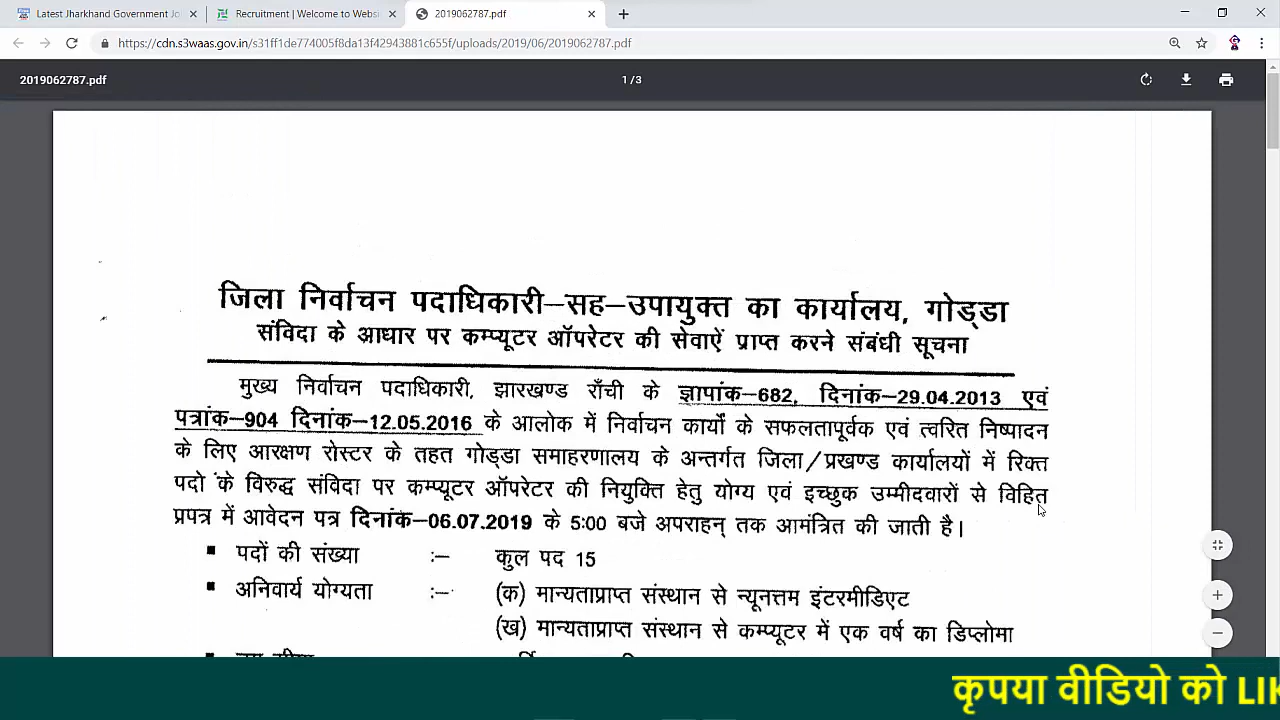 Latest Jharkhand Government Jo
Recruitment | Welcome to Websi
2019062787.pdf
https://cdn.s3waas.gov.in/s31ff1de774005f8da13f42943881c655f/uploads/2019/06/2019062787.pdf
2019062787.pdf
1/3
जिला निर्वाचन पदाधिकारी–सह–उपायुक्त का कार्यालय, गोड्डा
संविदा के आधार पर कम्प्यूटर ऑपरेटर की सेवाऐं प्राप्त करने संबंधी सूचना
मुख्य निर्वाचन पदाधिकारी, झारखण्ड राँची के ज्ञापांक–682, दिनांक–29.04.2013 एवं
पत्रांक–904 दिनांक–12.05.2016 के आलोक में निर्वाचन कार्यों के सफलतापूर्वक एवं त्वरित निष्पादन
के लिए आरक्षण रोस्टर के तहत गोड्डा समाहरणालय के अन्तर्गत जिला/प्रखण्ड कार्यालयों में रिक्त
पदो के विरुद्ध संविदा पर कम्प्यूटर ऑपरेटर की नियुक्ति हेतु योग्य एवं इच्छुक उम्मीदवारों से विहित
प्रपत्र में आवेदन पत्र दिनांक–06.07.2019 के 5:00 बजे अपराहन् तक आमंत्रित की जाती है।
▪ पदों की संख्या :– कुल पद 15
▪ अनिवार्य योग्यता :– (क) मान्यताप्राप्त संस्थान से न्यूनत्तम इंटरमीडिएट
(ख) मान्यताप्राप्त संस्थान से कम्प्यूटर में एक वर्ष का डिप्लोमा
कृपया वीडियो को LIK